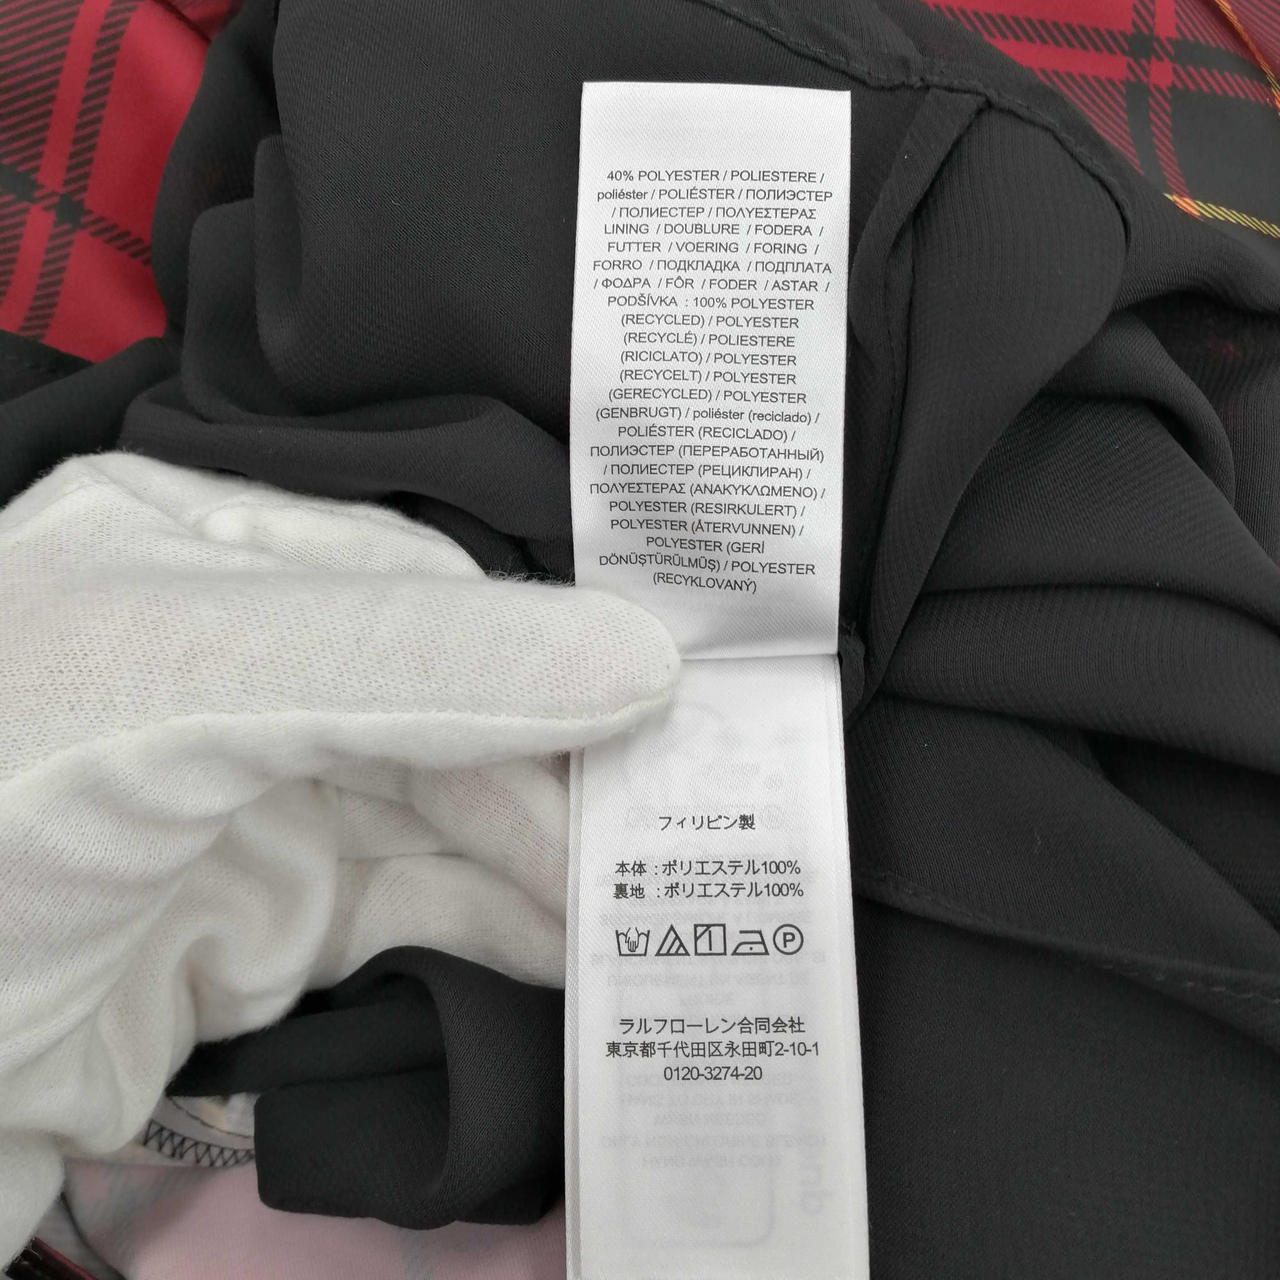 40% POLYESTER / POLIESTERE /
poliéster / POLIÉSTER / ПОЛИЭСТЕР
/ ПОЛИЕСТЕР / ΠΟΛΥΕΣΤΕΡΑΣ
LINING / DOUBLURE / FODERA /
FUTTER / VOERING / FORING /
FORRO / ПОДКЛАДКА / ПОДПЛАТА
/ ΦΟΔΡΑ / FÔR / FODER / ASTAR /
PODŠÍVKA : 100% POLYESTER
(RECYCLED) / POLYESTER
(RECYCLÉ) / POLIESTERE
(RICICLATO) / POLYESTER
(RECYCELT) / POLYESTER
(GERECYCLED) / POLYESTER
(GENBRUGT) / poliéster (reciclado) /
POLIÉSTER (RECICLADO) /
ПОЛИЭСТЕР (ПЕРЕРАБОТАННЫЙ)
/ ПОЛИЕСТЕР (РЕЦИКЛИРАН) /
ΠΟΛΥΕΣΤΕΡΑΣ (ΑΝΑΚΥΚΛΩΜΕΝΟ) /
POLYESTER (RESIRKULERT) /
POLYESTER (ÅTERVUNNEN) /
POLYESTER (GERİ
DÖNÜŞTÜRÜLMÜŞ) / POLYESTER
(RECYKLOVANÝ)
フィリピン製
本体 : ポリエステル100%
裏地 : ポリエステル100%
P
ラルフローレン合同会社
東京都千代田区永田町2-10-1
0120-3274-20